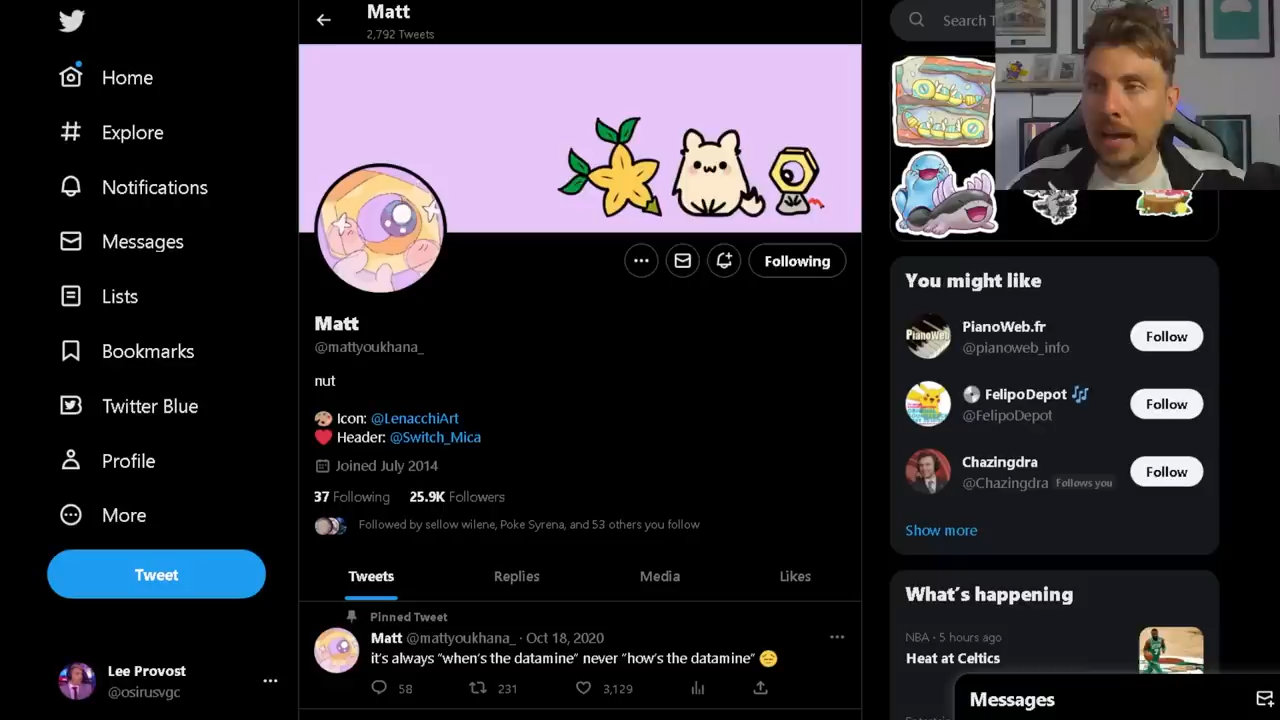 Home
Explore
Notifications
Messages
Lists
Bookmarks
Twitter Blue
Profile
More
Tweet
Lee Provost
@osirusvgc
Matt
2,792 Tweets
Following
Matt
@mattyoukhana_
nut
Icon: @LenacchiArt
Header: @Switch_Mica
Joined July 2014
37 Following 25.9K Followers
Followed by sellow wilene, Poke Syrena, and 53 others you follow
Tweets Replies Media Likes
Pinned Tweet
Matt @mattyoukhana_ · Oct 18, 2020
it's always "when's the datamine" never "how's the datamine" 😔
58 231 3,129
Search T
You might like
PianoWeb
PianoWeb.fr
@pianoweb_info
Follow
FelipoDepot
@FelipoDepot
Follow
Chazingdra
@Chazingdra Follows you
Follow
Show more
What's happening
NBA · 5 hours ago
Heat at Celtics
Messages